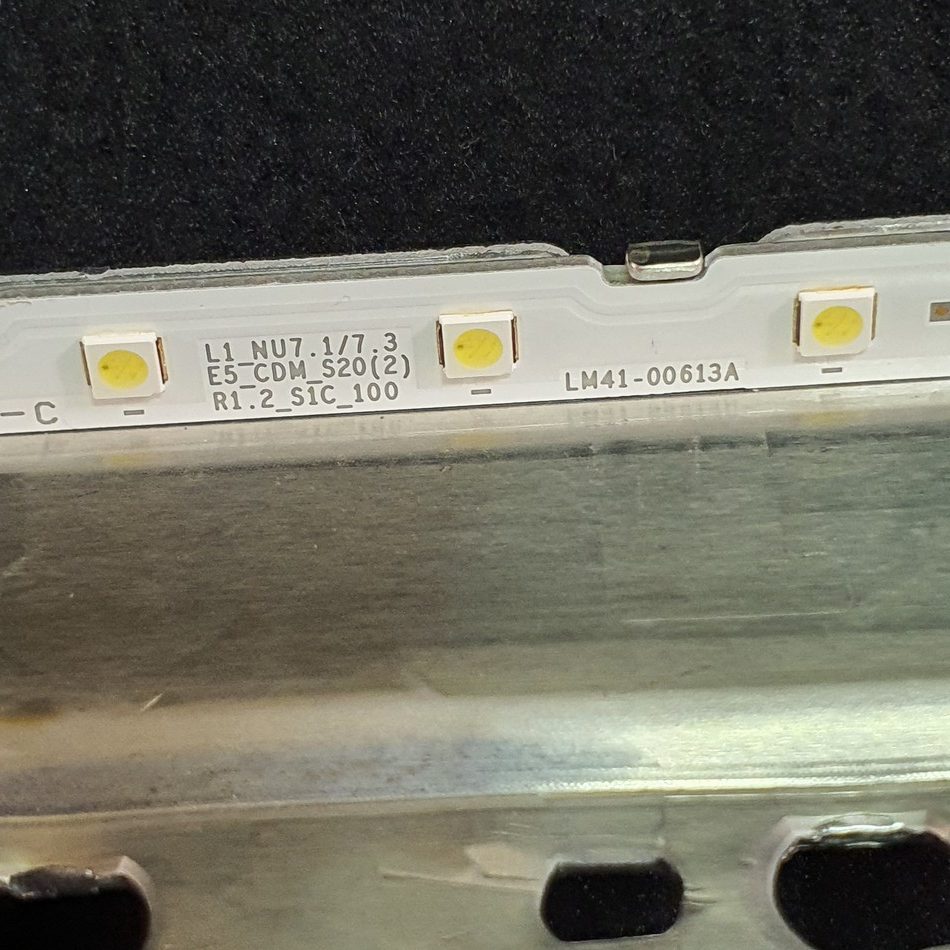 L1_NU7.1/7.3
E5_CDM_S20(2)
R1.2_S1C_100
LM41-00613A
-C